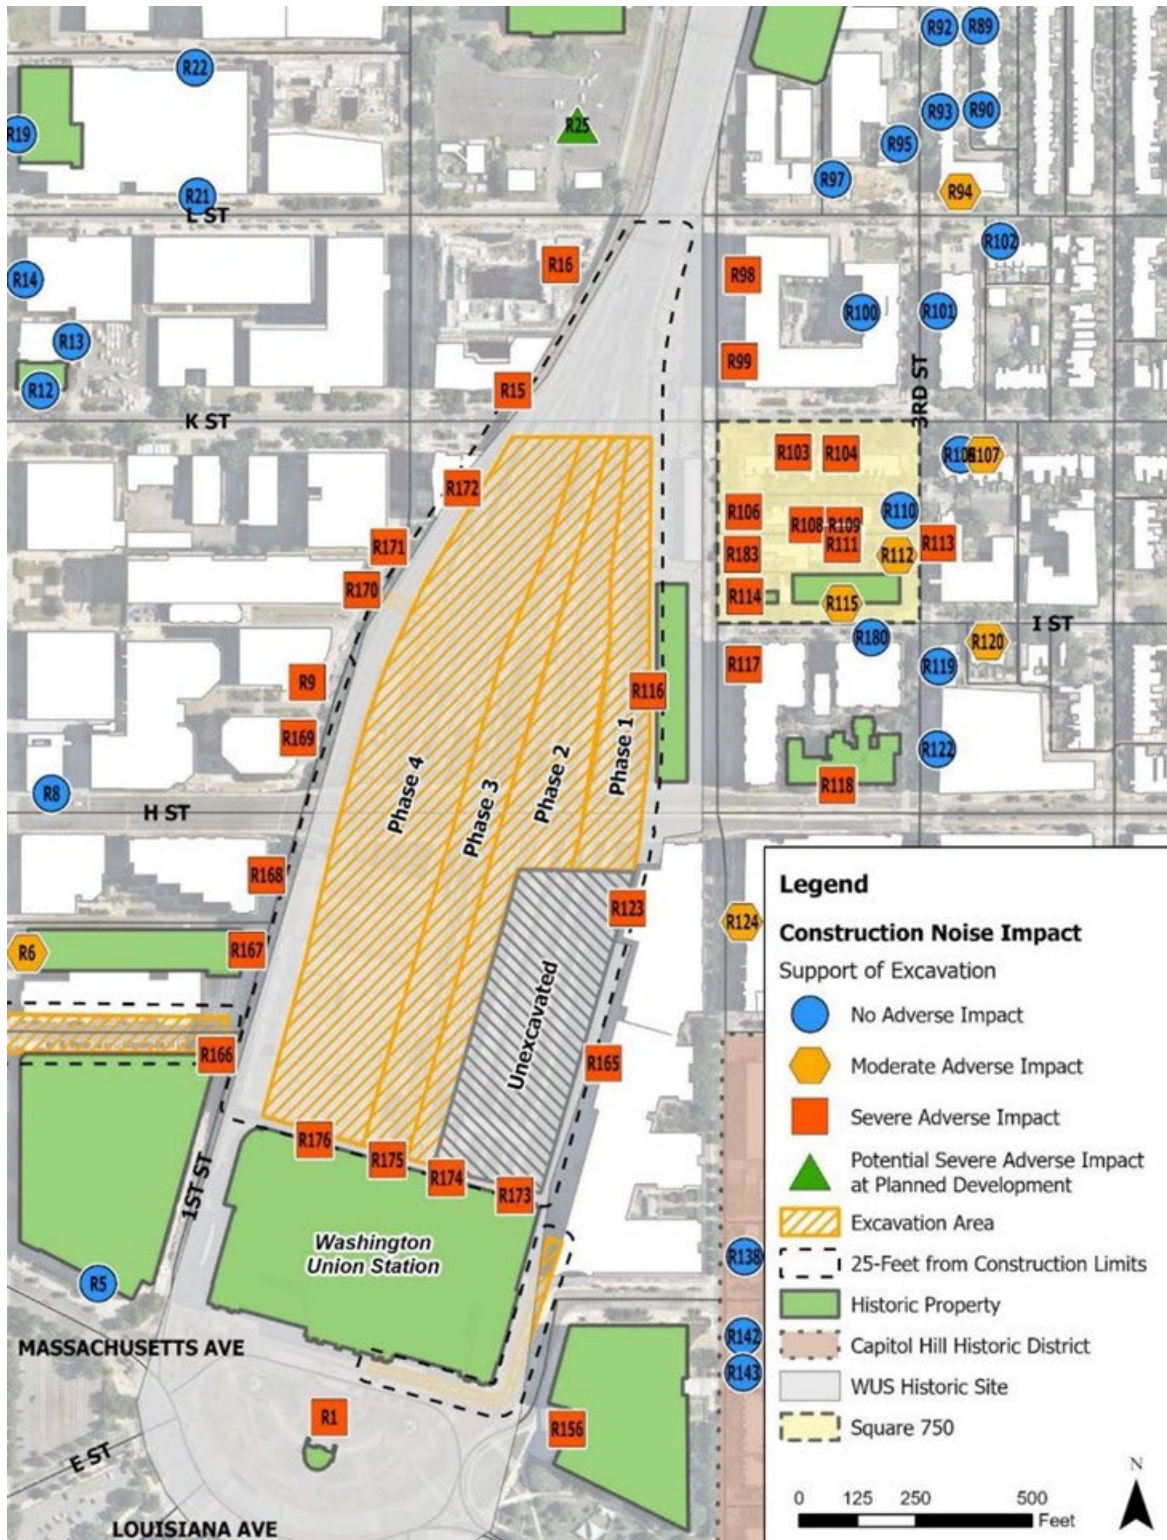 R92
R89
R22
R25
R19
R93
R90
R95
R97
R94
R21
L ST
R102
R14
R16
R98
R13
R100
R101
R99
R12
R15
3RD ST
K ST
R103
R104
R107
R172
R106
R110
R108
R109
R171
R183
R111
R112
R113
R170
R114
R115
I ST
R180
R120
R117
R119
R9
R116
R169
R122
Phase 4
Phase 3
Phase 2
Phase 1
R8
R118
H ST
R168
R123
R124
R6
R167
Unexcavated
R166
R165
R176
R175
R174
R173
1ST ST
Washington
Union Station
R138
R5
R142
R143
MASSACHUSETTS AVE
R1
R156
E ST
LOUISIANA AVE
Legend
Construction Noise Impact
Support of Excavation
No Adverse Impact
Moderate Adverse Impact
Severe Adverse Impact
Potential Severe Adverse Impact
at Planned Development
Excavation Area
25-Feet from Construction Limits
Historic Property
Capitol Hill Historic District
WUS Historic Site
Square 750
N
0 125 250 500
Feet